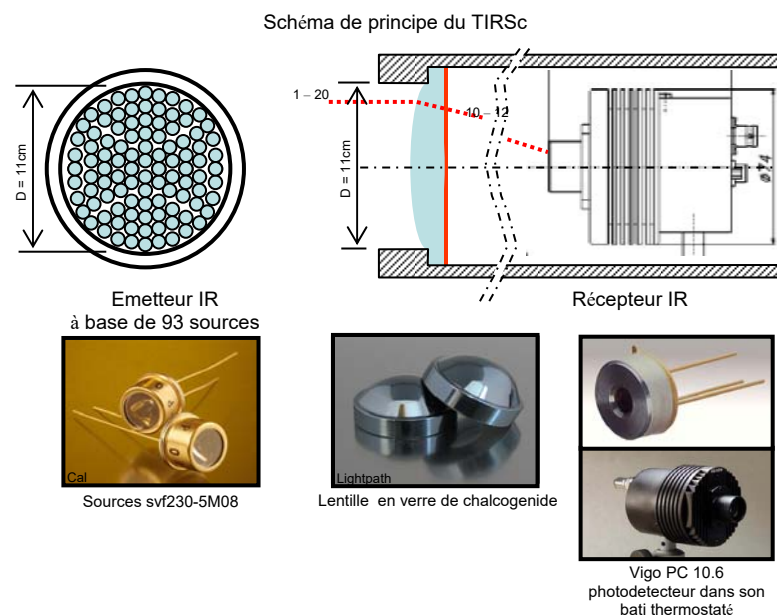 Schéma de principe du TIRSc
D = 11cm
1 – 20
10 – 12
D = 11cm
ø74
Emetteur IR
à base de 93 sources
Récepteur IR
Cal
Lightpath
Sources svf230-5M08
Lentille en verre de chalcogenide
Vigo PC 10.6
photodetecteur dans son
bati thermostaté